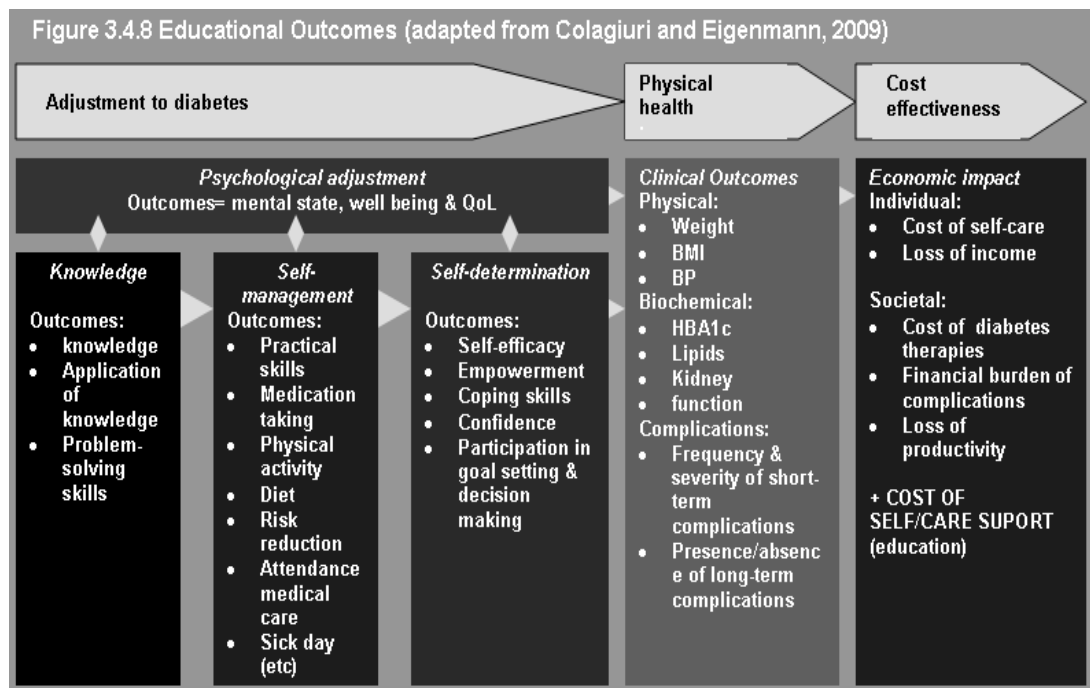 Figure 3.4.8 Educational Outcomes (adapted from Colagiuri and Eigenmann, 2009)
Adjustment to diabetes
Physical
health
Cost
effectiveness
Psychological adjustment
Outcomes= mental state, well being & QoL
Knowledge
Outcomes:
• knowledge
• Application
of
knowledge
• Problem-
solving
skills
Self-
management
Outcomes:
• Practical
skills
• Medication
taking
• Physical
activity
• Diet
• Risk
reduction
• Attendance
medical
care
• Sick day
(etc)
Self-determination
Outcomes:
• Self-efficacy
• Empowerment
• Coping skills
• Confidence
• Participation in
goal setting &
decision
making
Clinical Outcomes
Physical:
• Weight
• BMI
• BP
Biochemical:
• HBA1c
• Lipids
• Kidney
• function
Complications:
• Frequency &
severity of short-
term
complications
• Presence/absenc
e of long-term
complications
Economic impact
Individual:
• Cost of self-care
• Loss of income
Societal:
• Cost of diabetes
therapies
• Financial burden of
complications
• Loss of
productivity
+ COST OF
SELF/CARE SUPORT
(education)